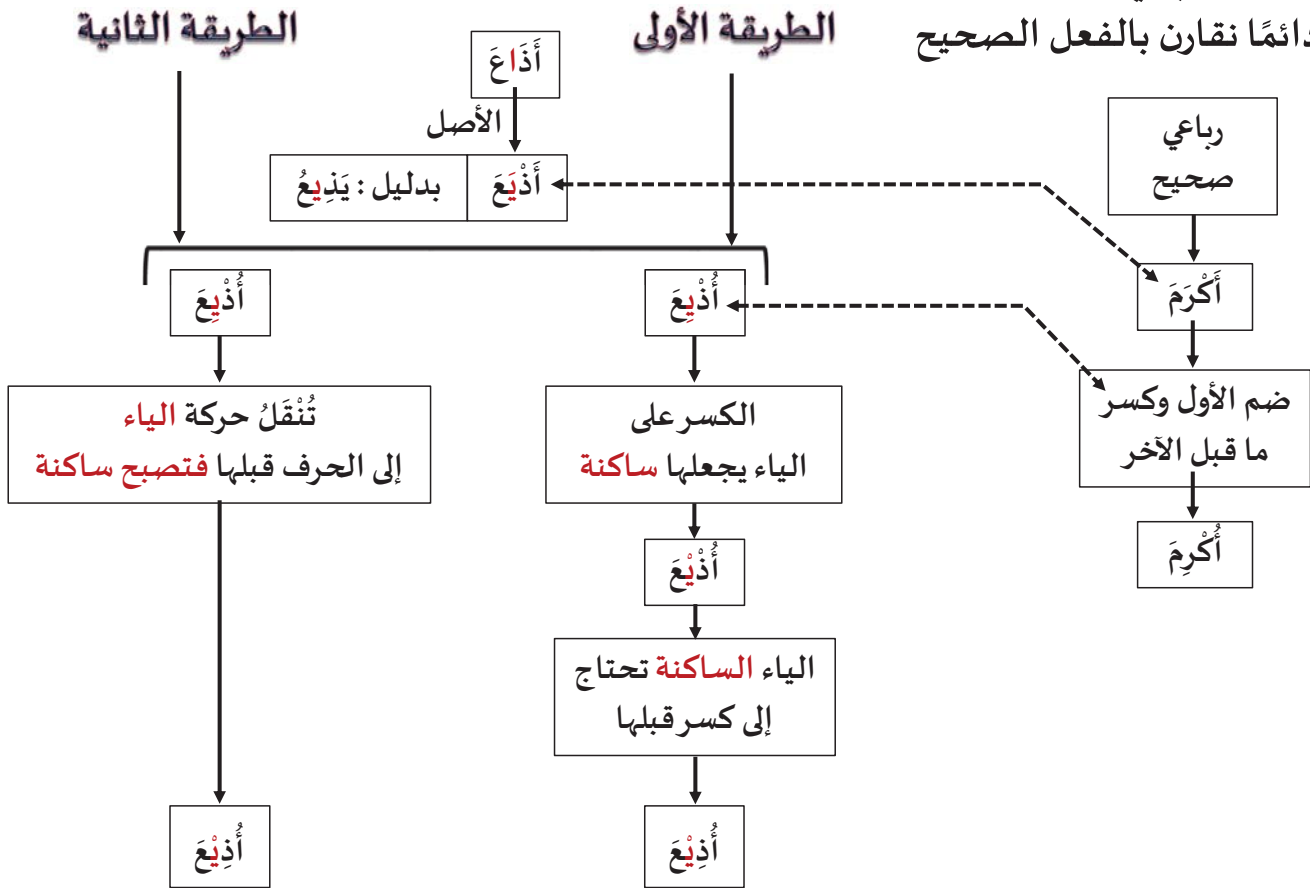 دائمًا نقارن بالفعل الصحيح
الطريقة الأولى
الطريقة الثانية
أَذَاعَ
الأصل
أَذْيَعَ
بدليل : يَذِيعُ
رباعي
صحيح
أَكْرَمَ
ضم الأول وكسر
ما قبل الآخر
أُكْرِمَ
أُذْيِعَ
الكسر على
الياء يجعلها ساكنة
أُذْيْعَ
الياء الساكنة تحتاج
إلى كسر قبلها
أُذِيْعَ
أُذْيِعَ
تُنْقَلُ حركة الياء
إلى الحرف قبلها فتصبح ساكنة
أُذِيْعَ